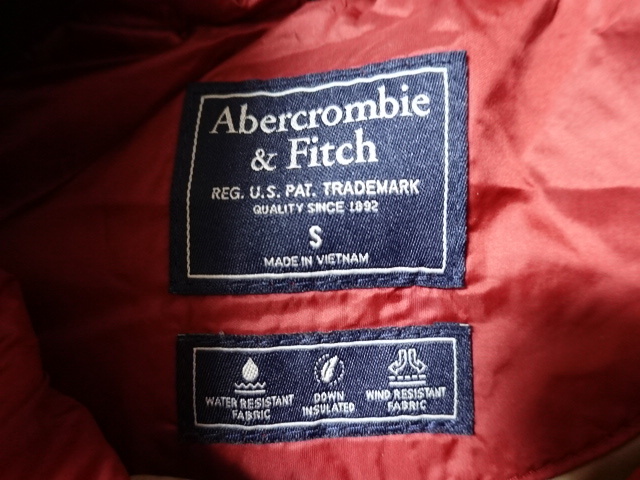 Abercrombie
& Fitch
REG. U.S. PAT. TRADEMARK
QUALITY SINCE 1892
S
MADE IN VIETNAM
WATER RESISTANT
FABRIC
DOWN
INSULATED
WIND RESISTANT
FABRIC